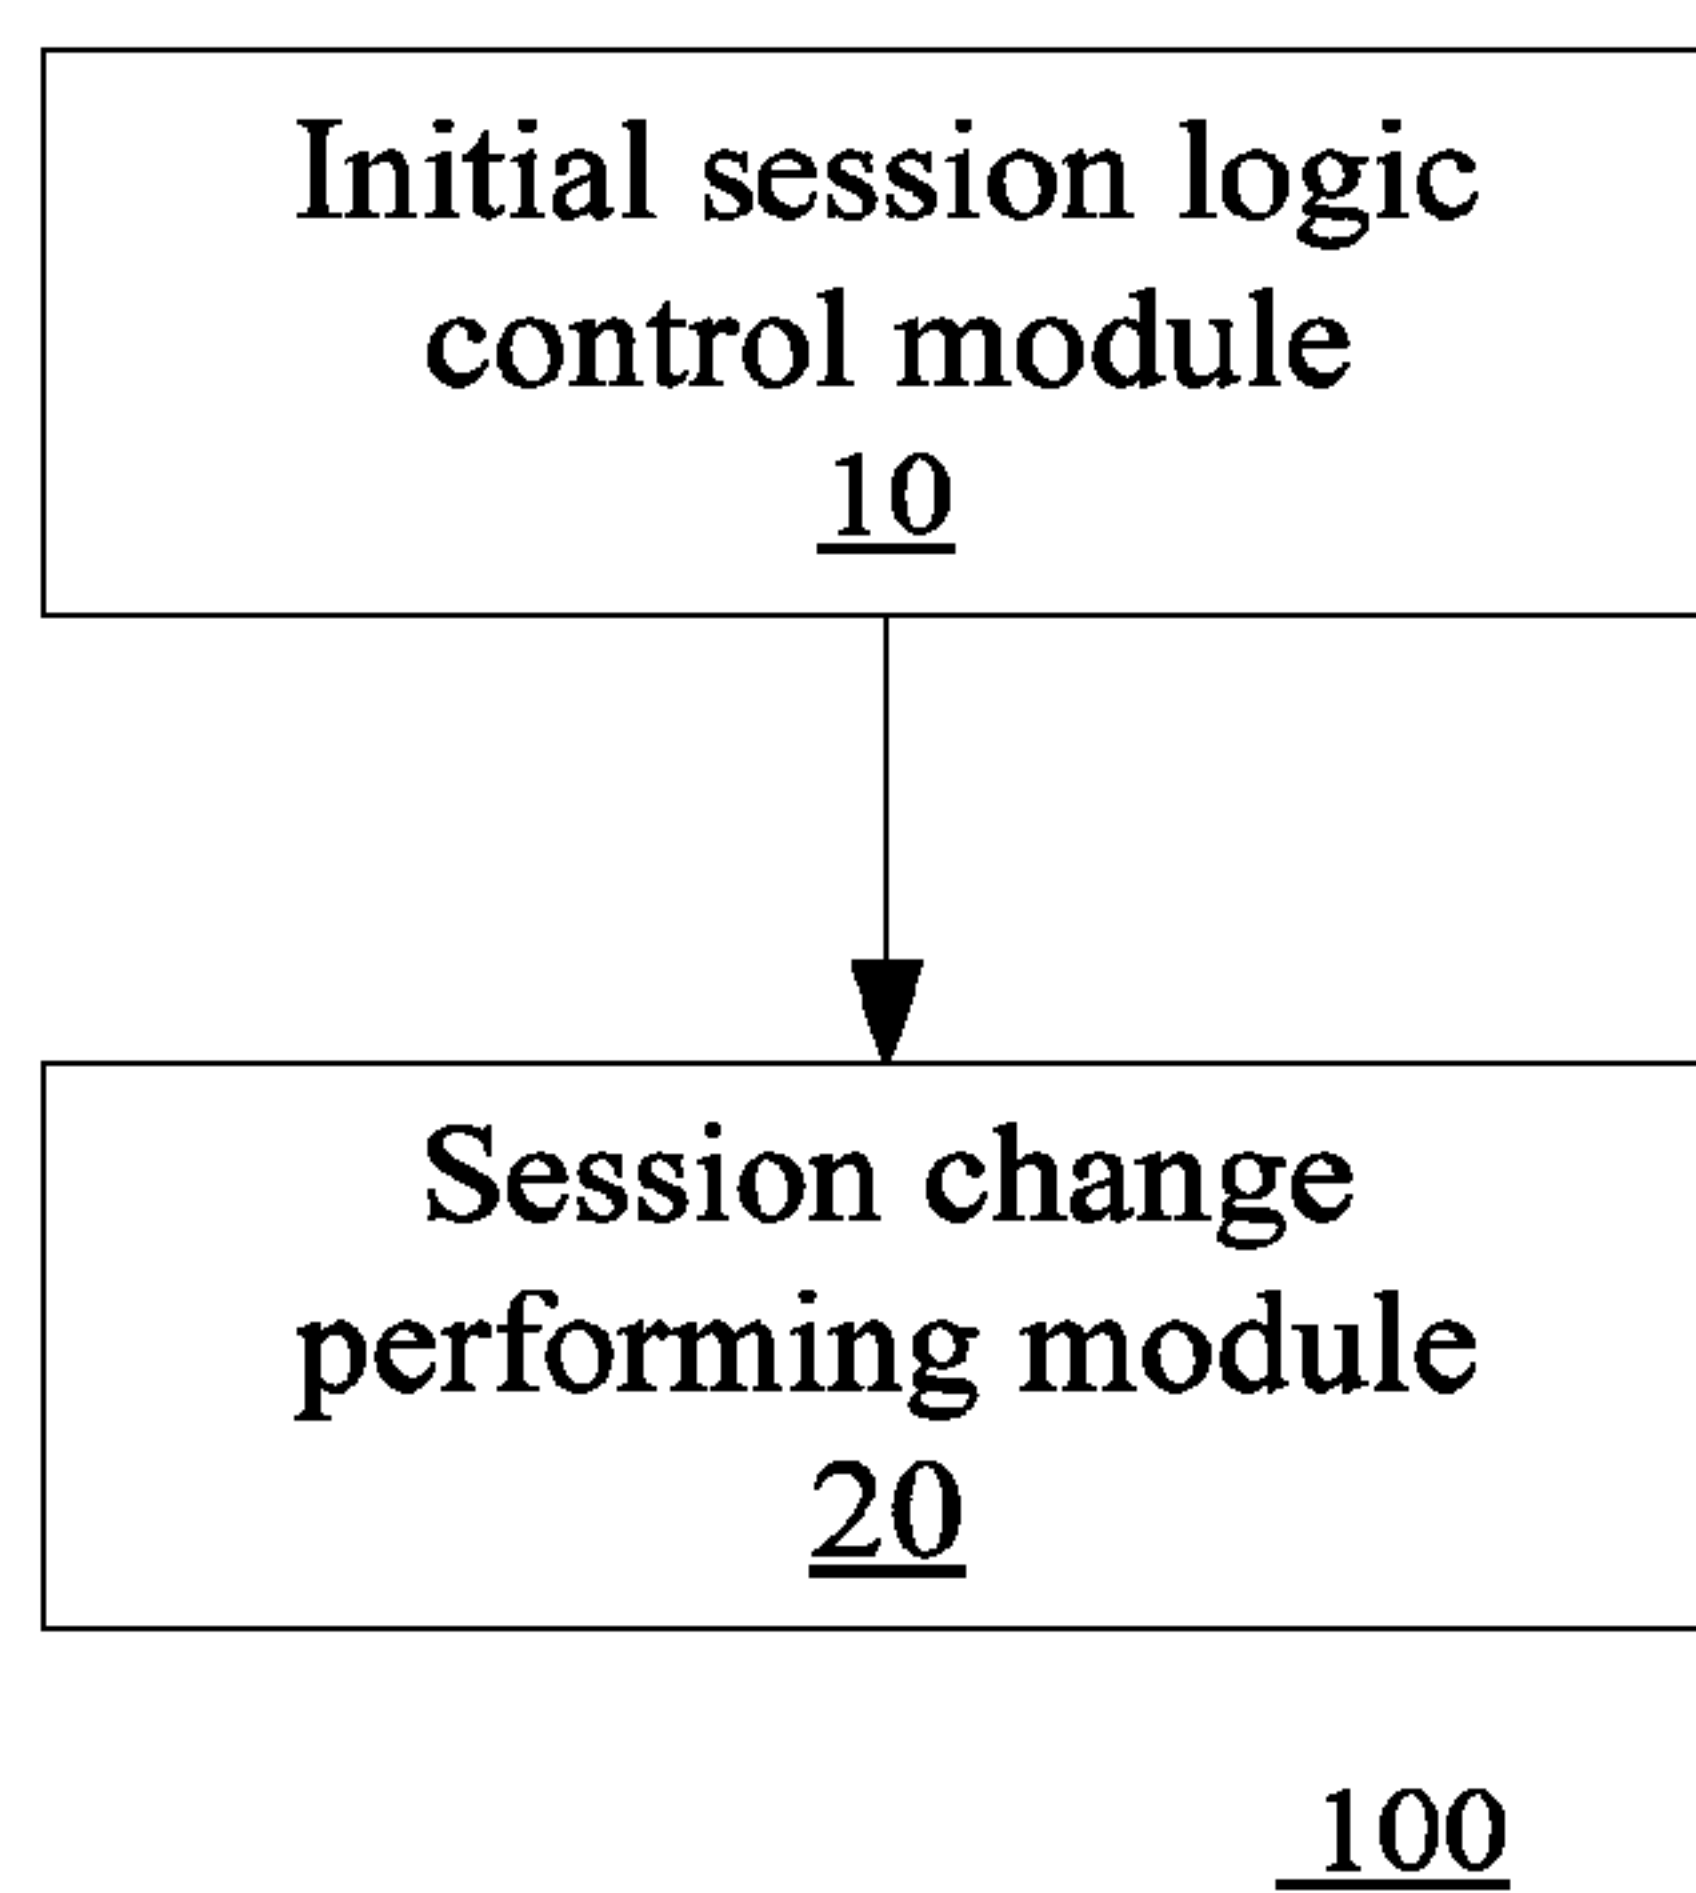 Initial session logic
control module
10
Session change
performing module
20
100